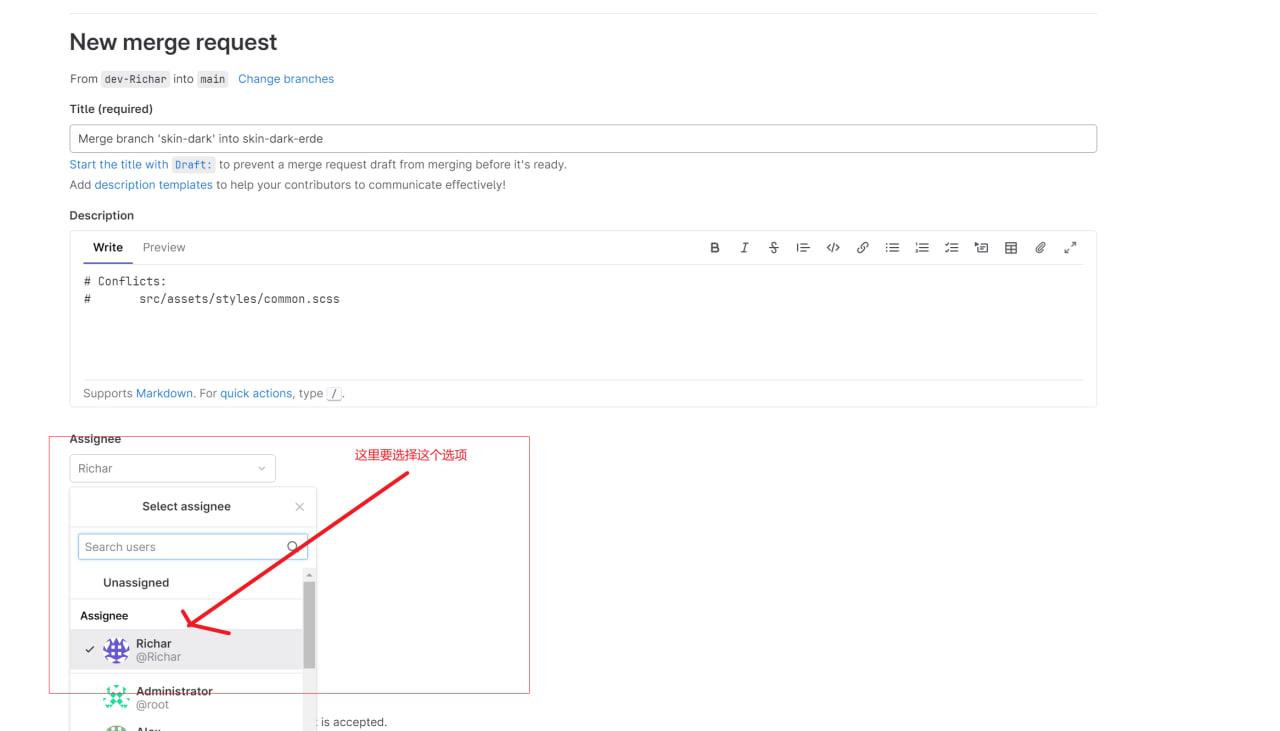 New merge request
From dev-Richar into main Change branches
Title (required)
Merge branch 'skin-dark' into skin-dark-erde
Start the title with Draft: to prevent a merge request draft from merging before it's ready.
Add description templates to help your contributors to communicate effectively!
Description
Write Preview
# Conflicts:
# src/assets/styles/common.scss
Supports Markdown. For quick actions, type /.
Assignee
这里要选择这个选项
Richar
Select assignee
Search users
Unassigned
Assignee
Richar
@Richar
Administrator
@root
is accepted.